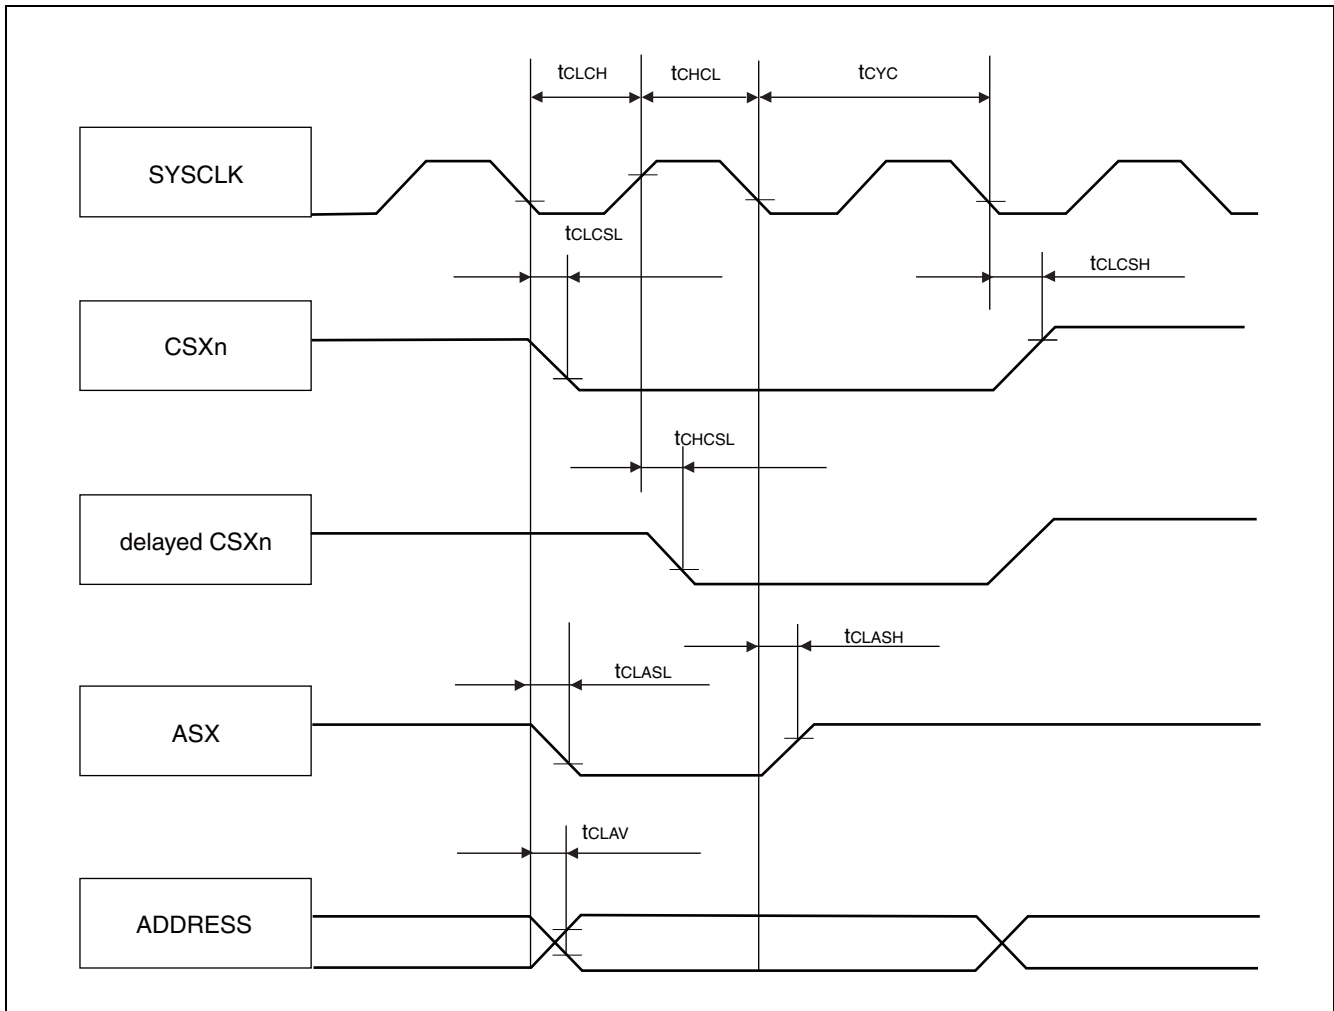 tCLCH
tCHCL
tCYC
SYSCLK
tCLCSL
tCLCSH
CSXn
tCHCSL
delayed CSXn
tCLASH
tCLASL
ASX
tCLAV
ADDRESS